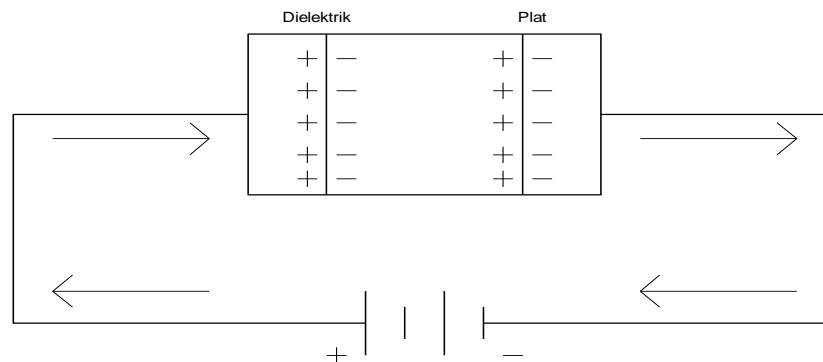 Dielektrik Plat
+ — + —
+ — + —
+ — + —
+ — + —
+ — + —
+ —